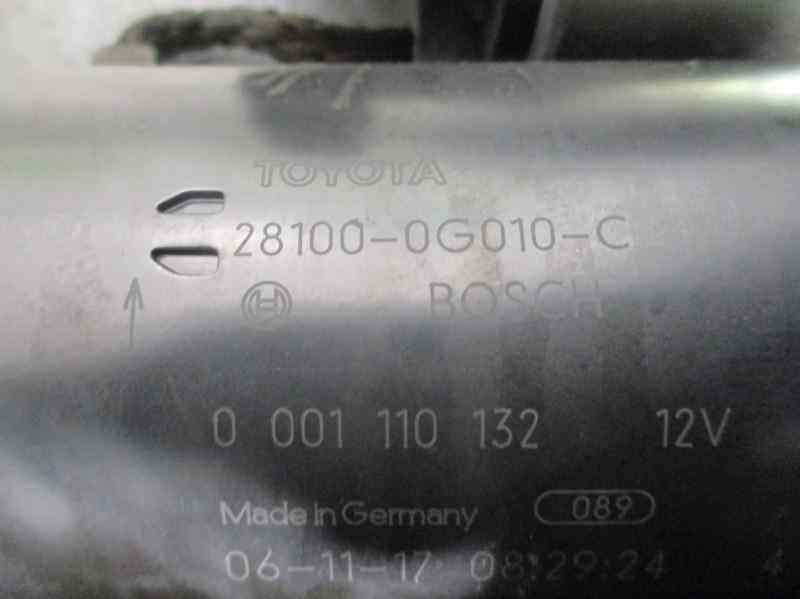 TOYOTA
28100-0G010-C
BOSCH
0 001 110 132 12V
Made in Germany 089
06-11-17 08:29:24 4